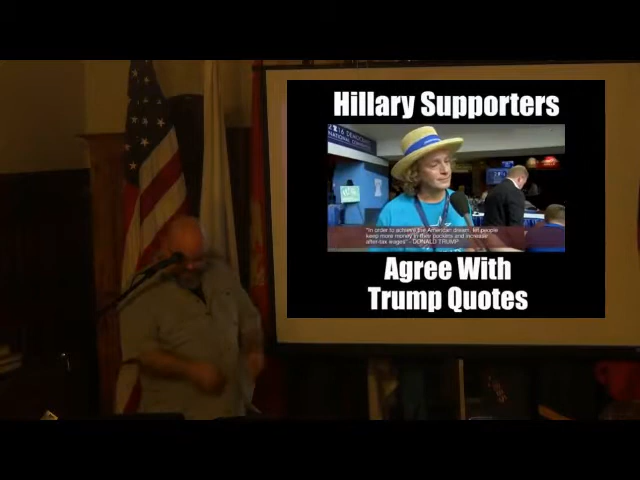 Hillary Supporters
"In order to achieve the American dream, let people
keep more money in their pockets and increase
after-tax wages" - DONALD TRUMP
Agree With
Trump Quotes